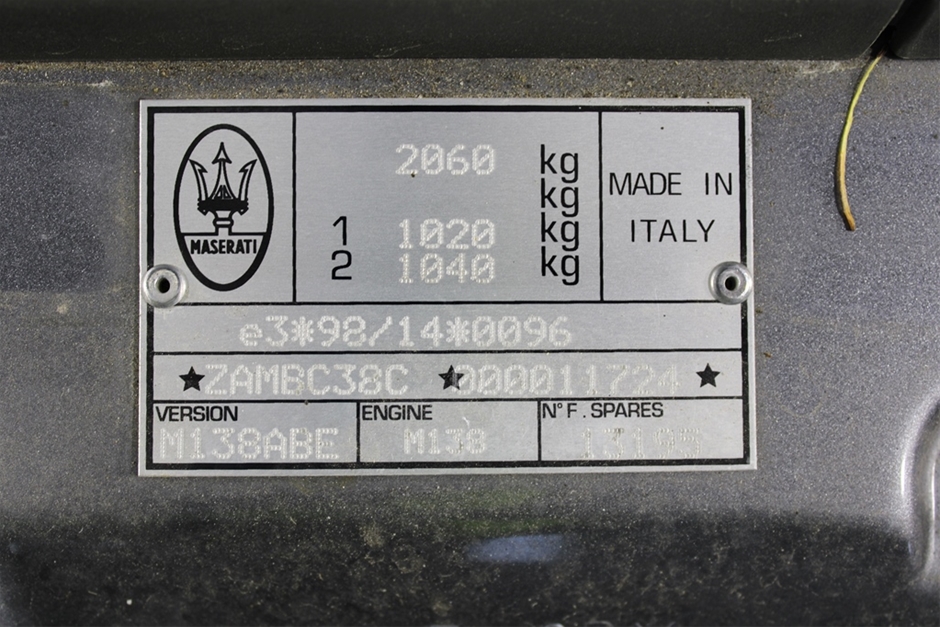 MASERATI
2060 kg
kg
1 1020 kg
2 1040 kg
MADE IN
ITALY
e3*98/14*0096
★ZAMBC38C ★000011724 ★
VERSION ENGINE N° F. SPARES
M138ABE M138 13195